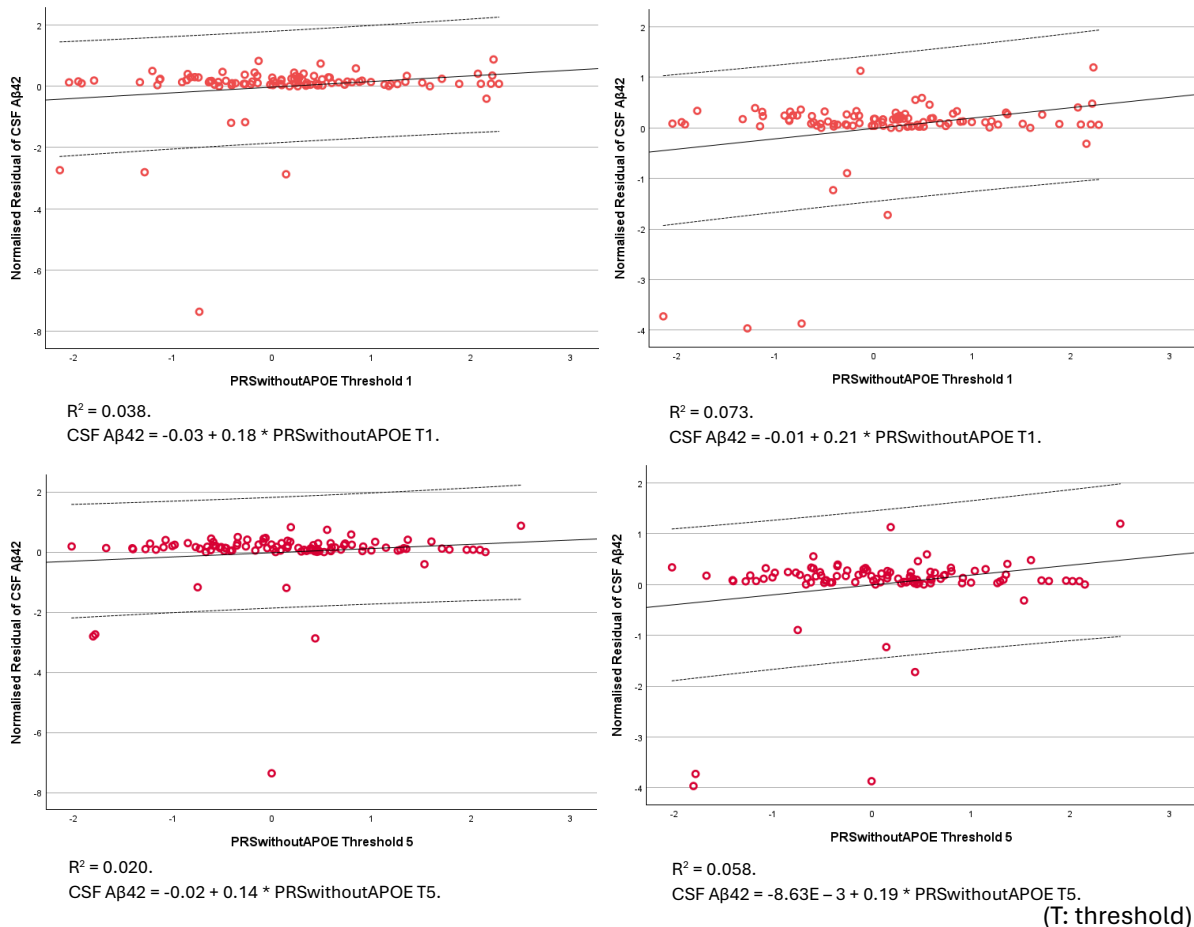 Normalised Residual of CSF Aβ42
2
0
-2
-4
-6
-8
-2 -1 0 1 2 3
PRSwithoutAPOE Threshold 1
R² = 0.038.
CSF Aβ42 = -0.03 + 0.18 * PRSwithoutAPOE T1.
Normalised Residual of CSF Aβ42
2
1
0
-1
-2
-3
-4
-2 -1 0 1 2 3
PRSwithoutAPOE Threshold 1
R² = 0.073.
CSF Aβ42 = -0.01 + 0.21 * PRSwithoutAPOE T1.
Normalised Residual of CSF Aβ42
2
0
-2
-4
-6
-8
-2 -1 0 1 2 3
PRSwithoutAPOE Threshold 5
R² = 0.020.
CSF Aβ42 = -0.02 + 0.14 * PRSwithoutAPOE T5.
Normalised Residual of CSF Aβ42
2
1
0
-1
-2
-3
-4
-2 -1 0 1 2 3
PRSwithoutAPOE Threshold 5
R² = 0.058.
CSF Aβ42 = -8.63E – 3 + 0.19 * PRSwithoutAPOE T5.
(T: threshold)